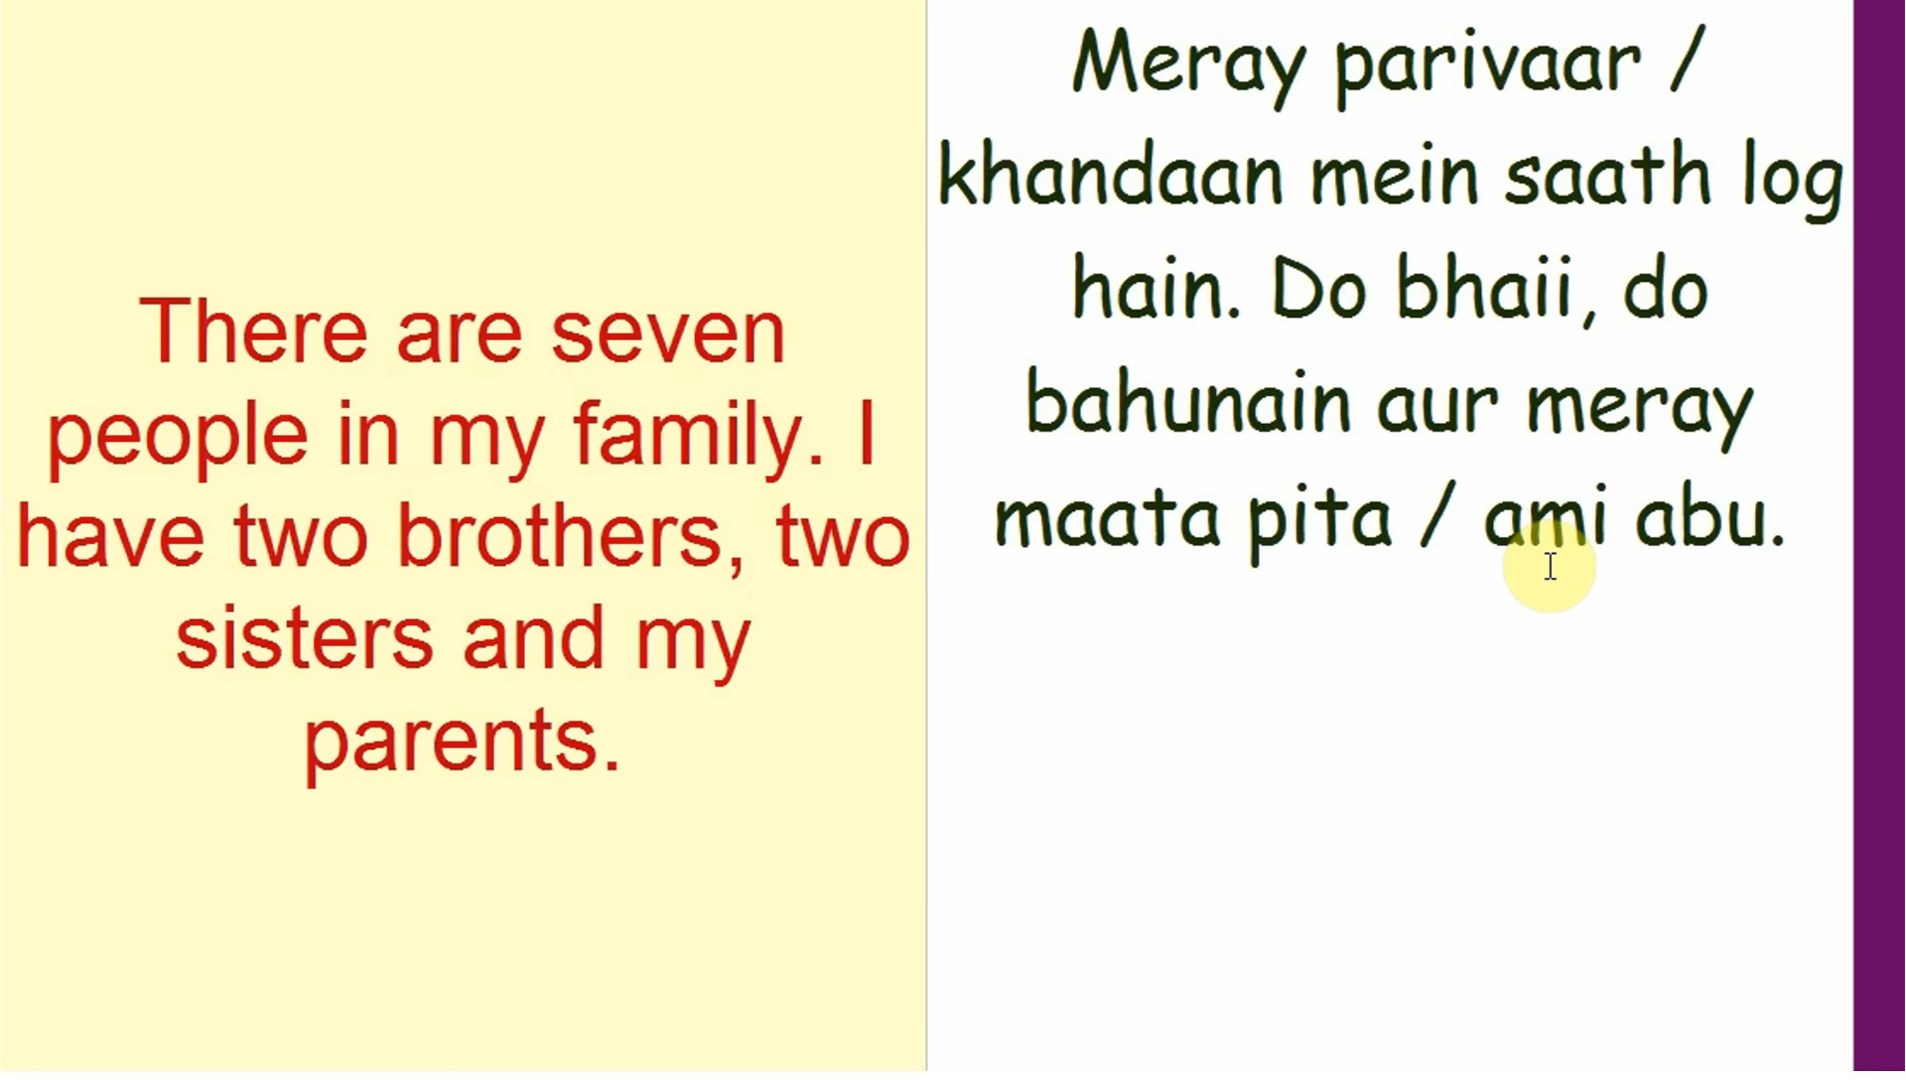 There are seven
people in my family. I
have two brothers, two
sisters and my
parents.
Meray parivaar /
khandaan mein saath log
hain. Do bhaii, do
bahunain aur meray
maata pita / ami abu.